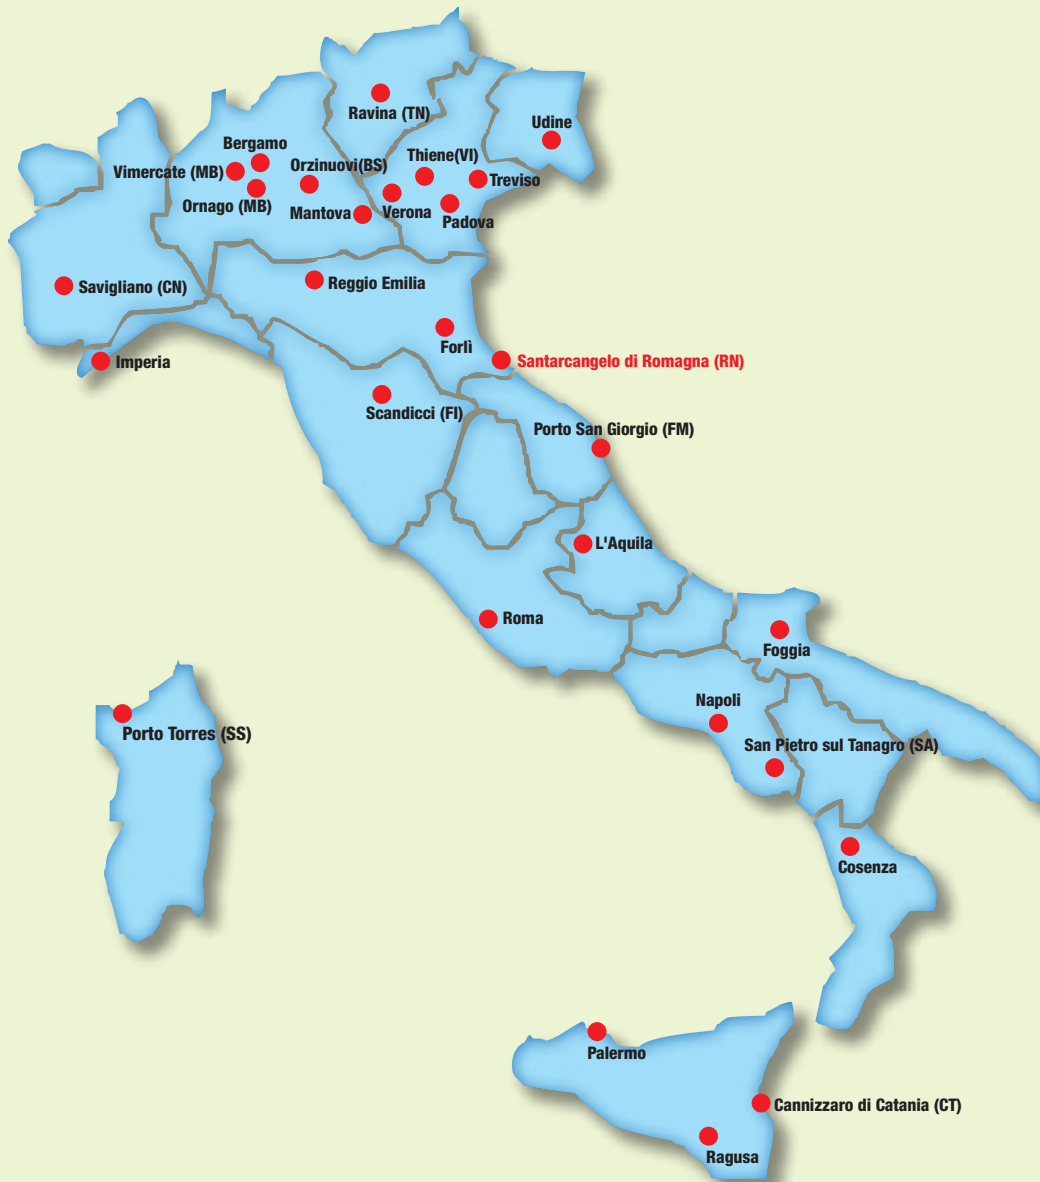 Ravina (TN)
Udine
Bergamo
Thiene(VI)
Orzinuovi(BS)
Vimercate (MB)
Treviso
Ornago (MB)
Mantova
Verona
Padova
Savigliano (CN)
Reggio Emilia
Forlì
Imperia
Santarcangelo di Romagna (RN)
Scandicci (FI)
Porto San Giorgio (FM)
L'Aquila
Roma
Foggia
Napoli
Porto Torres (SS)
San Pietro sul Tanagro (SA)
Cosenza
Palermo
Cannizzaro di Catania (CT)
Ragusa